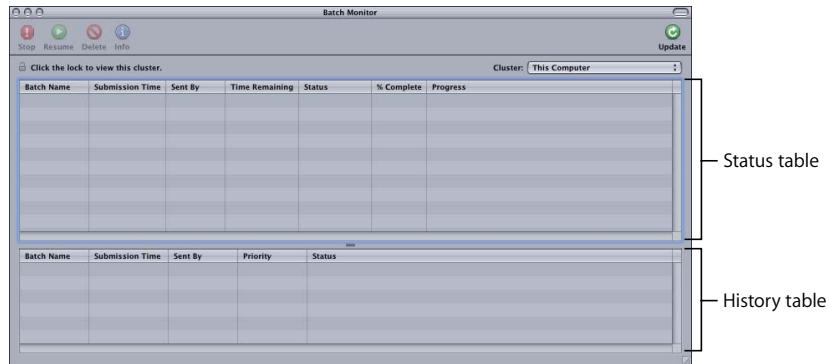 Batch Monitor
Stop Resume Delete Info Update
Click the lock to view this cluster. Cluster: This Computer
Batch Name Submission Time Sent By Time Remaining Status % Complete Progress
Status table
Batch Name Submission Time Sent By Priority Status
History table